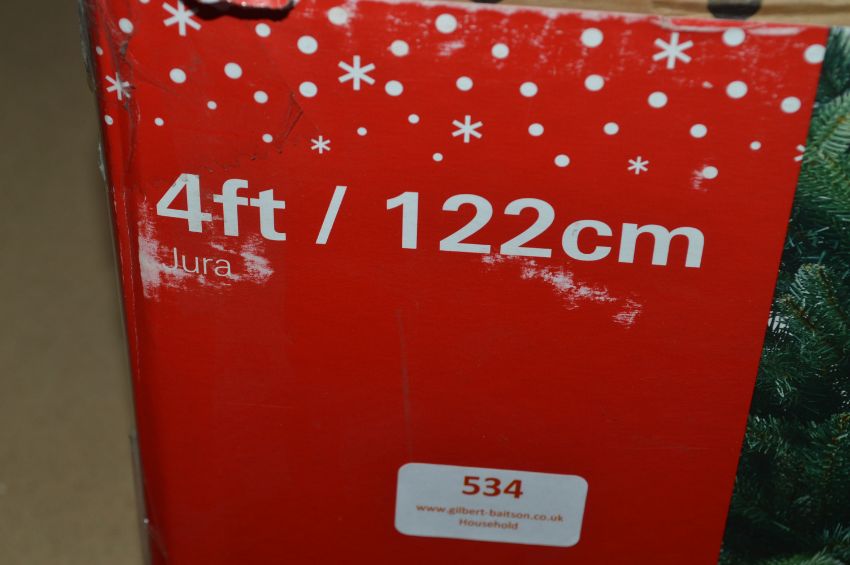 4ft / 122cm
Jura
534
www.gilbert-baitson.co.uk
Household